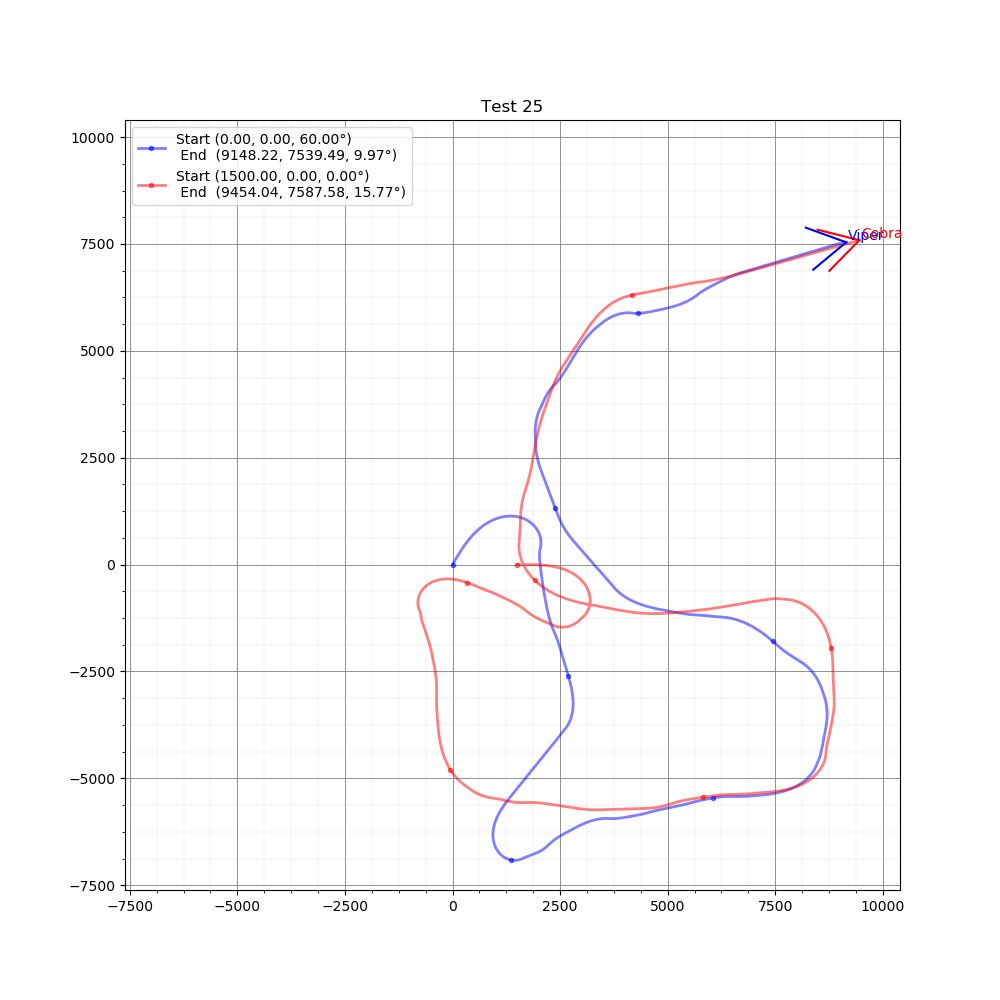 Test 25
Start (0.00, 0.00, 60.00°)
End (9148.22, 7539.49, 9.97°)
Start (1500.00, 0.00, 0.00°)
End (9454.04, 7587.58, 15.77°)
Viper
Cobra
10000
7500
5000
2500
0
−2500
−5000
−7500
−7500 −5000 −2500 0 2500 5000 7500 10000